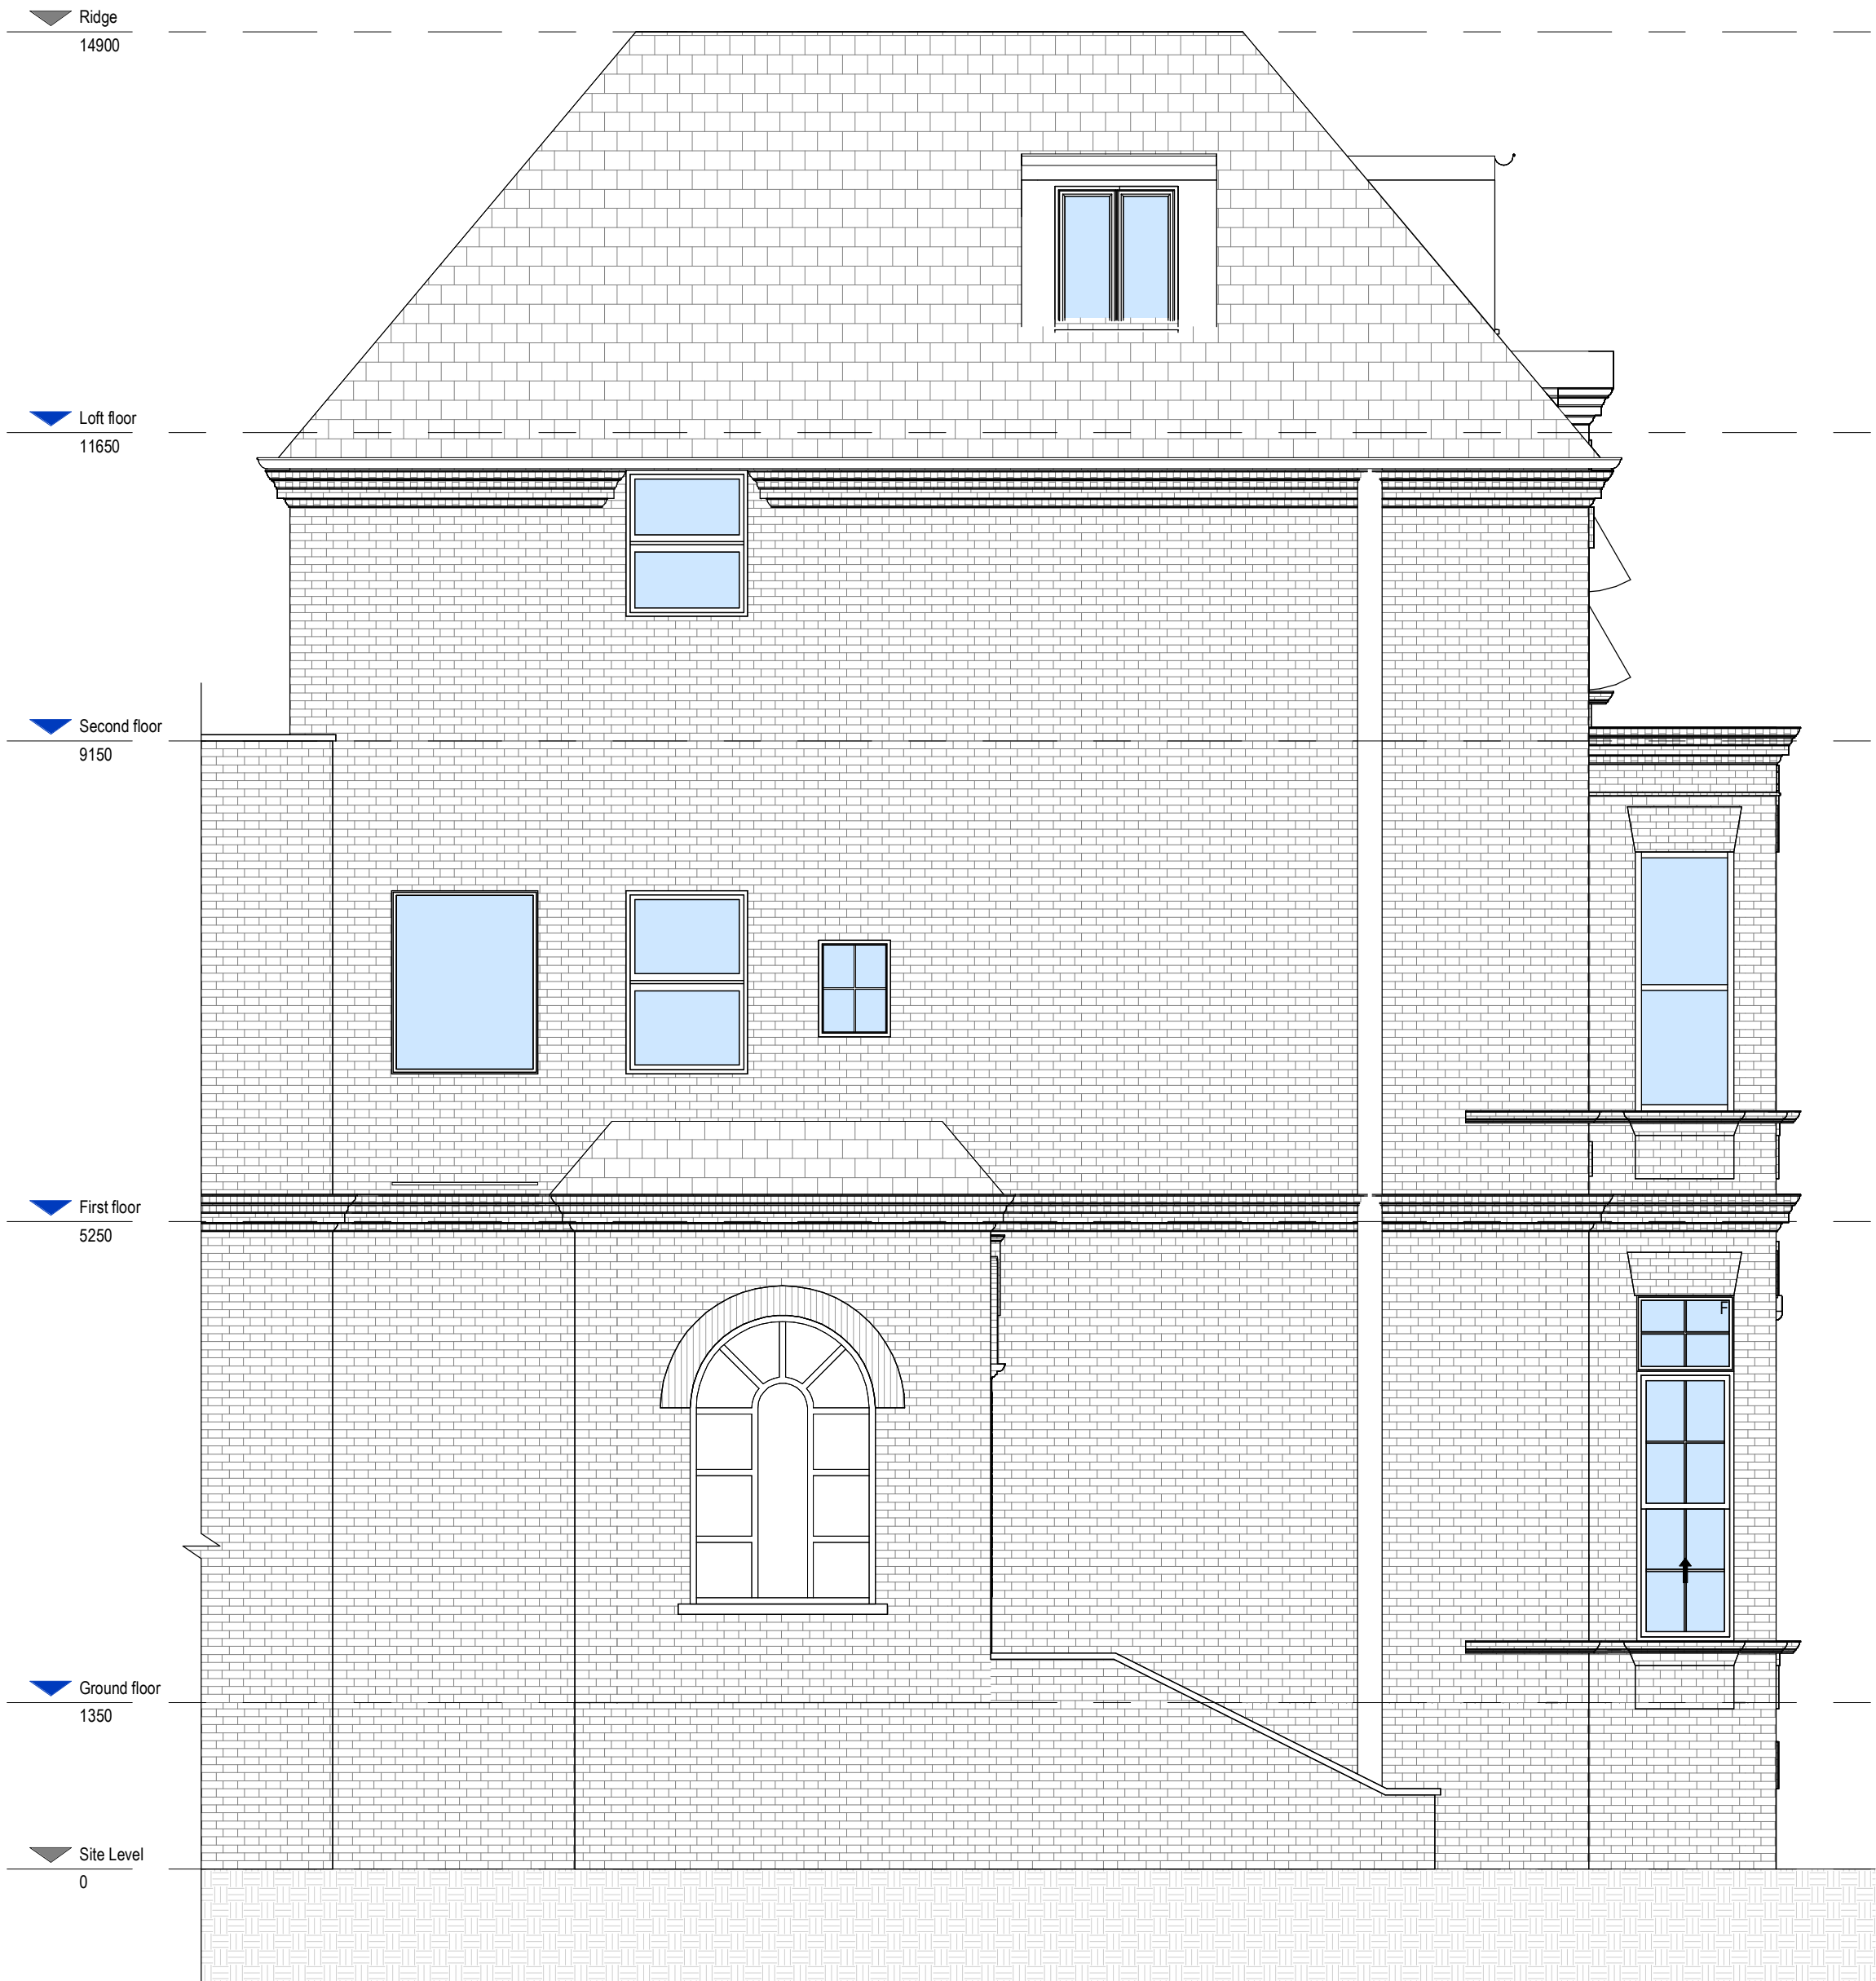 Ridge
14900
Loft floor
11650
Second floor
9150
First floor
5250
F
Ground floor
1350
Site Level
0